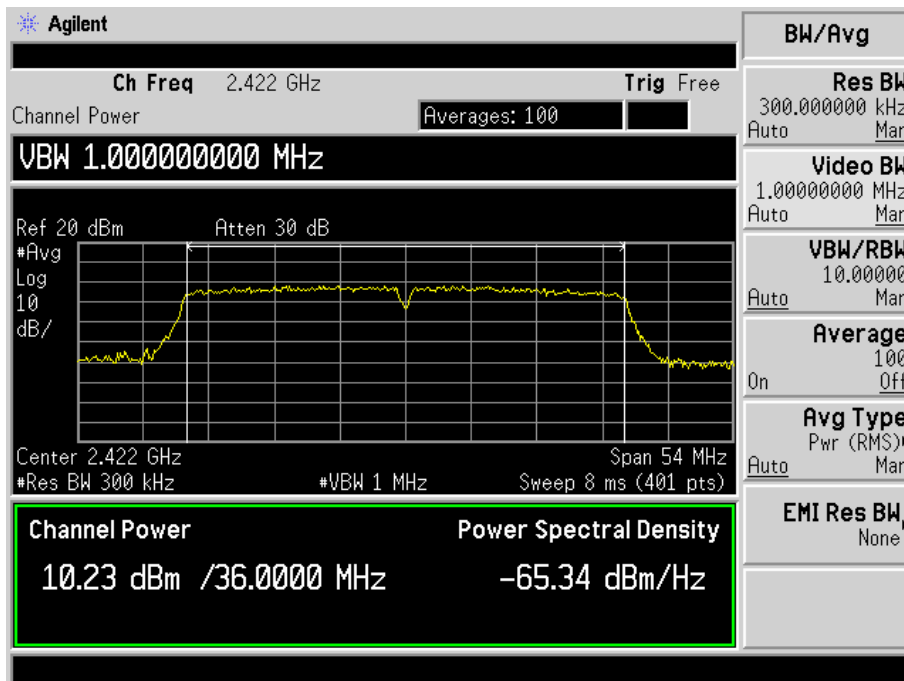 Agilent
BW/Avg
Ch Freq 2.422 GHz Trig Free
Channel Power Averages: 100
VBW 1.000000000 MHz
Ref 20 dBm Atten 30 dB
#Avg
Log
10
dB/
Center 2.422 GHz Span 54 MHz
#Res BW 300 kHz #VBW 1 MHz Sweep 8 ms (401 pts)
Channel Power Power Spectral Density
10.23 dBm /36.0000 MHz -65.34 dBm/Hz
Res BW
300.000000 kHz
Auto Man
Video BW
1.00000000 MHz
Auto Man
VBW/RBW
10.00000
Auto Man
Average
100
On Off
Avg Type
Pwr (RMS)
Auto Man
EMI Res BW
None